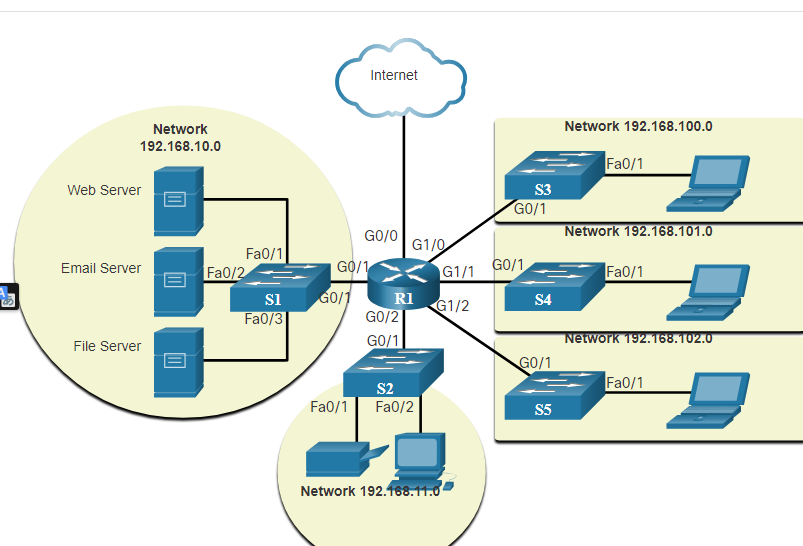 Internet
Network
192.168.10.0
Web Server
Email Server
File Server
Fa0/1
Fa0/2
Fa0/3
S1
G0/1
G0/1
G0/0
G1/0
G1/1
G1/2
G0/2
R1
Network 192.168.100.0
S3
Fa0/1
G0/1
Network 192.168.101.0
G0/1
S4
Fa0/1
Network 192.168.102.0
G0/1
S5
Fa0/1
G0/1
S2
Fa0/1
Fa0/2
Network 192.168.11.0